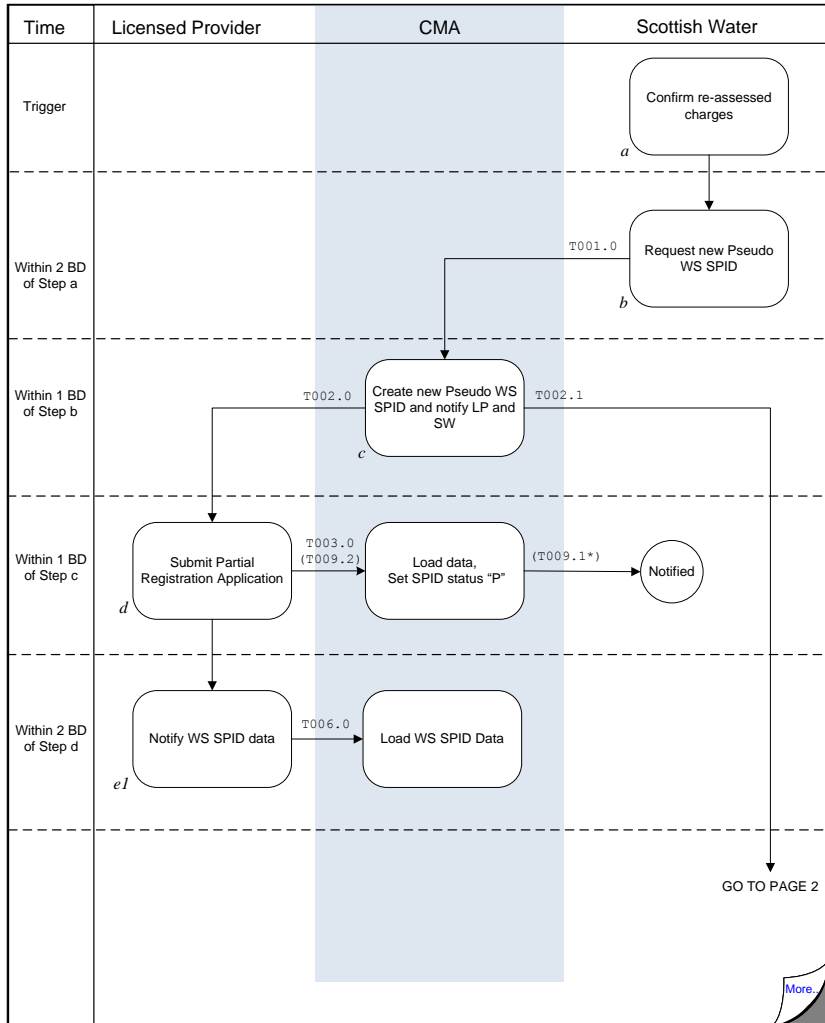 Time
Licensed Provider
CMA
Scottish Water
Trigger
Confirm re-assessed
charges
a
Within 2 BD
of Step a
T001.0
Request new Pseudo
WS SPID
b
Within 1 BD
of Step b
T002.0
Create new Pseudo WS
SPID and notify LP and
SW
T002.1
c
Within 1 BD
of Step c
Submit Partial
Registration Application
T003.0
(T009.2)
Load data,
Set SPID status “P”
(T009.1*)
Notified
d
Within 2 BD
of Step d
Notify WS SPID data
T006.0
Load WS SPID Data
e1
GO TO PAGE 2
More..